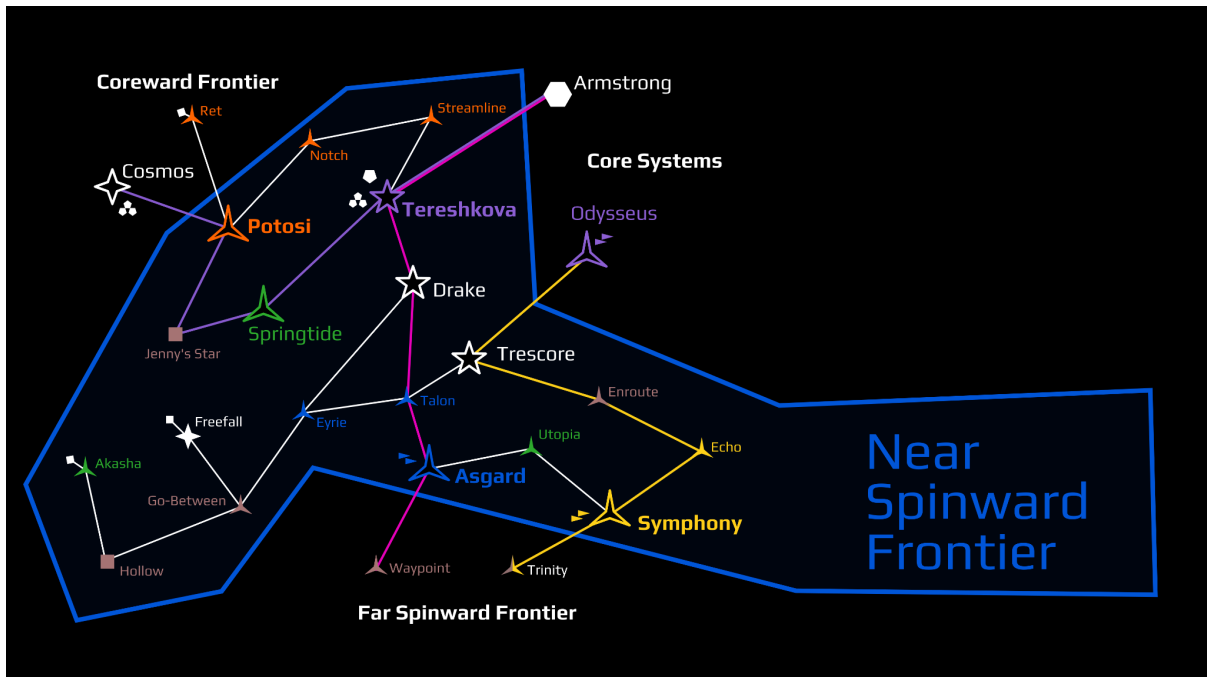 Coreward Frontier
Armstrong
Ret
Streamline
Notch
Core Systems
Cosmos
Tereshkova
Odysseus
Potosi
Drake
Springtide
Jenny's Star
Trescore
Enroute
Talon
Freefall
Eyrie
Utopia
Echo
Near
Spinward
Frontier
Akasha
Asgard
Go-Between
Symphony
Hollow
Waypoint
Trinity
Far Spinward Frontier